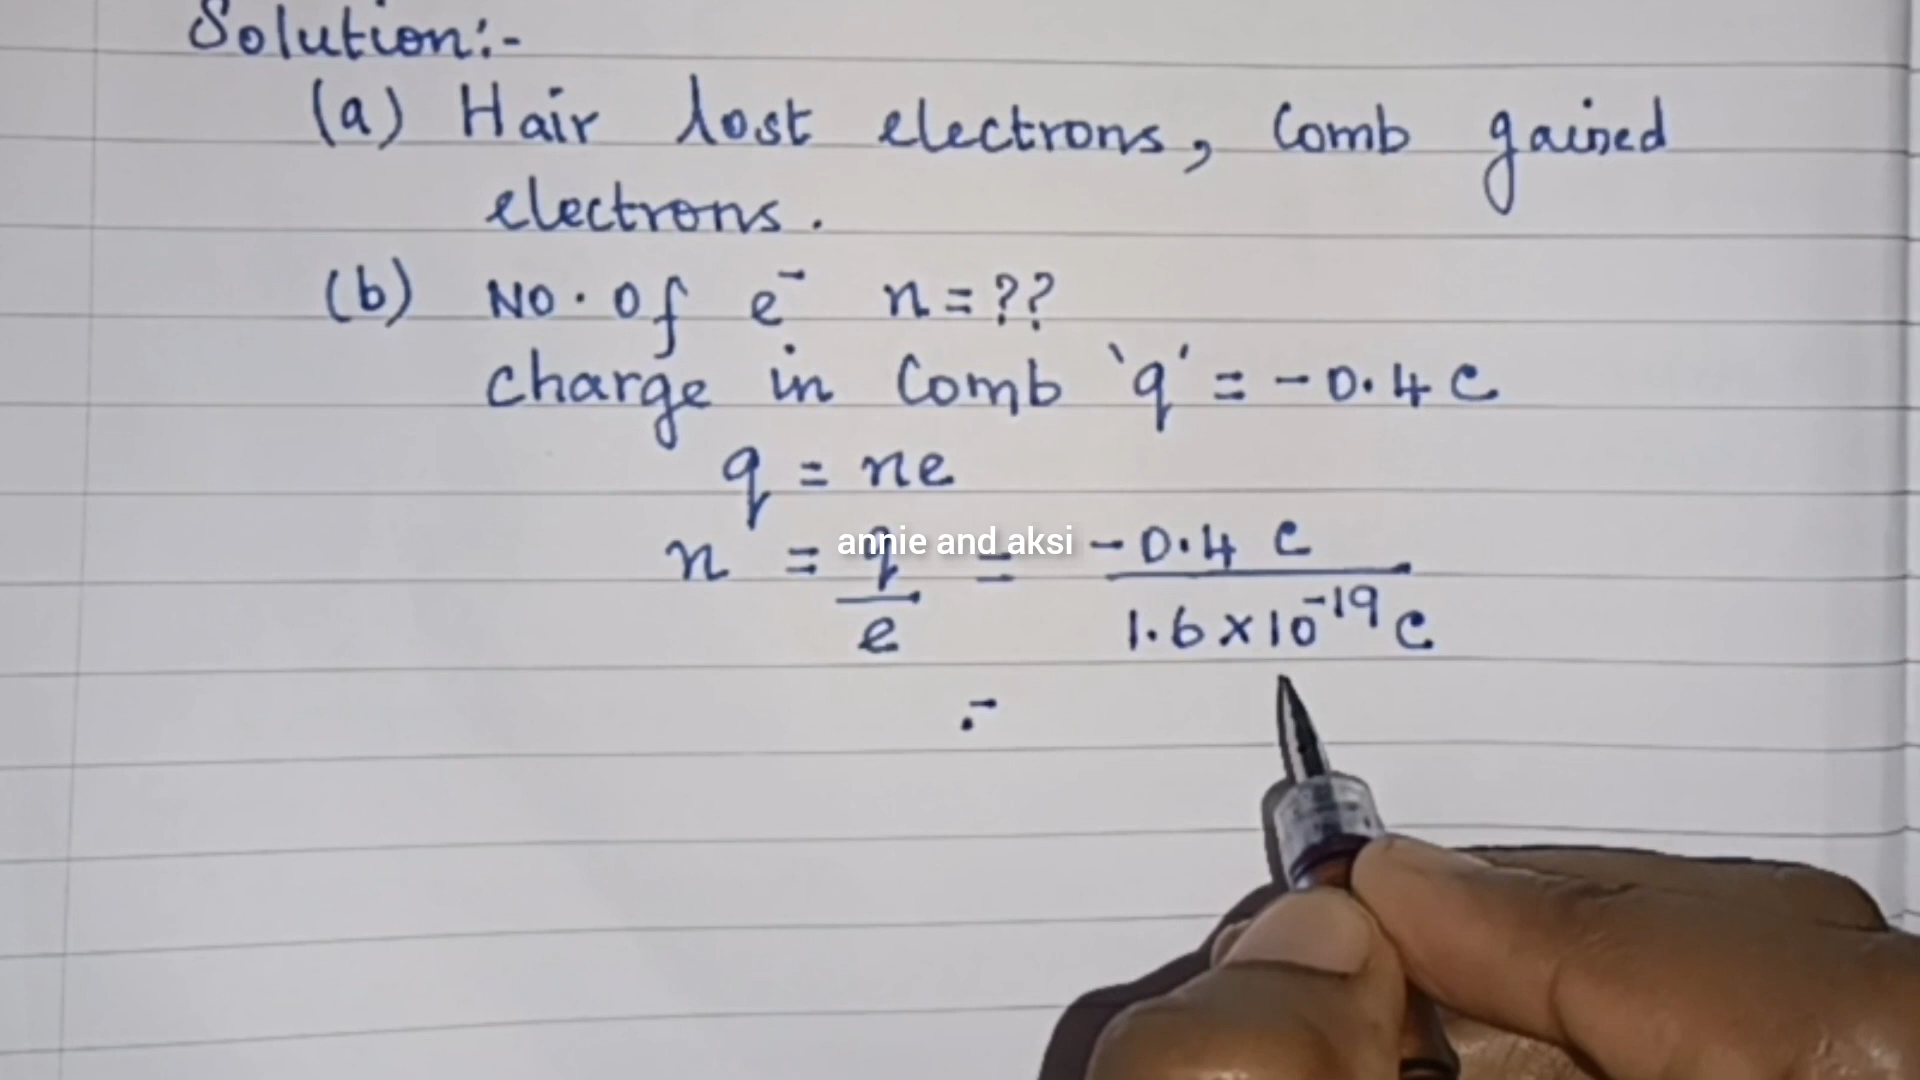 Solution:-
(a) Hair lost electrons, Comb gained
electrons.
(b) No. of e⁻ n = ??
Charge in Comb 'q' = -0.4 C
q = ne
n = q/e = -0.4 C / 1.6×10⁻¹⁹ C
annie and aksi